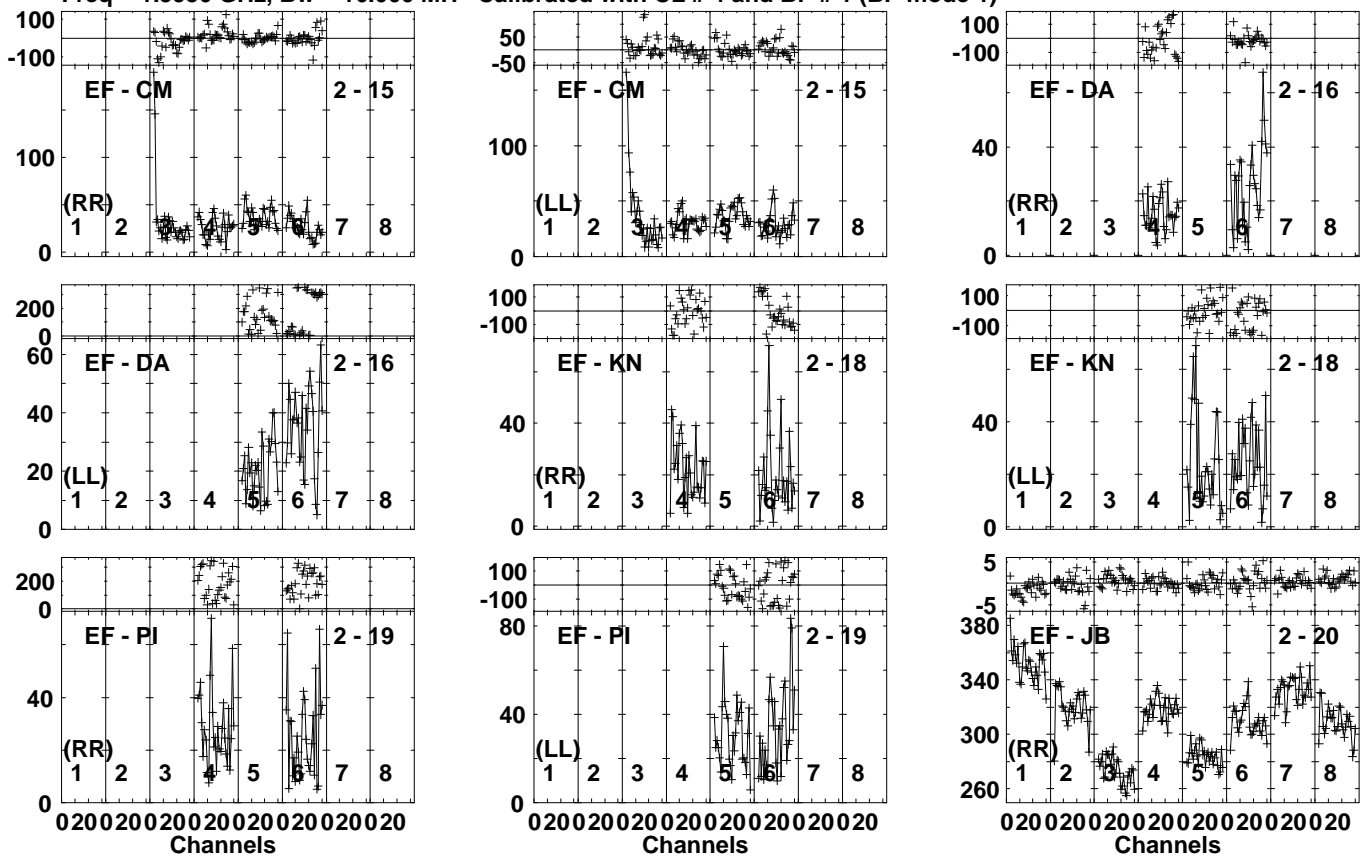 100
-100
EF - CM 2 - 15
100
0
(RR)
1 2 3 4 5 6 7 8
50
-50
EF - CM 2 - 15
100
0
(LL)
1 2 3 4 5 6 7 8
100
-100
EF - DA 2 - 16
40
0
(RR)
1 2 3 4 5 6 7 8
200
0
EF - DA 2 - 16
60
40
20
0
(LL)
1 2 3 4 5 6 7 8
100
-100
EF - KN 2 - 18
40
0
(RR)
1 2 3 4 5 6 7 8
100
-100
EF - KN 2 - 18
40
0
(LL)
1 2 3 4 5 6 7 8
200
0
EF - PI 2 - 19
40
0
(RR)
1 2 3 4 5 6 7 8
0 20 0 20 0 20 0 20 0 20 0 20 0 20 0 20
Channels
100
-100
EF - PI 2 - 19
80
40
0
(LL)
1 2 3 4 5 6 7 8
0 20 0 20 0 20 0 20 0 20 0 20 0 20 0 20
Channels
5
-5
EF - JB 2 - 20
380
340
300
260
(RR)
1 2 3 4 5 6 7 8
0 20 0 20 0 20 0 20 0 20 0 20 0 20 0 20
Channels